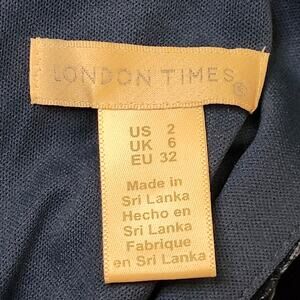 LONDON TIMES®
US 2
UK 6
EU 32
Made in
Sri Lanka
Hecho en
Sri Lanka
Fabrique
en Sri Lanka